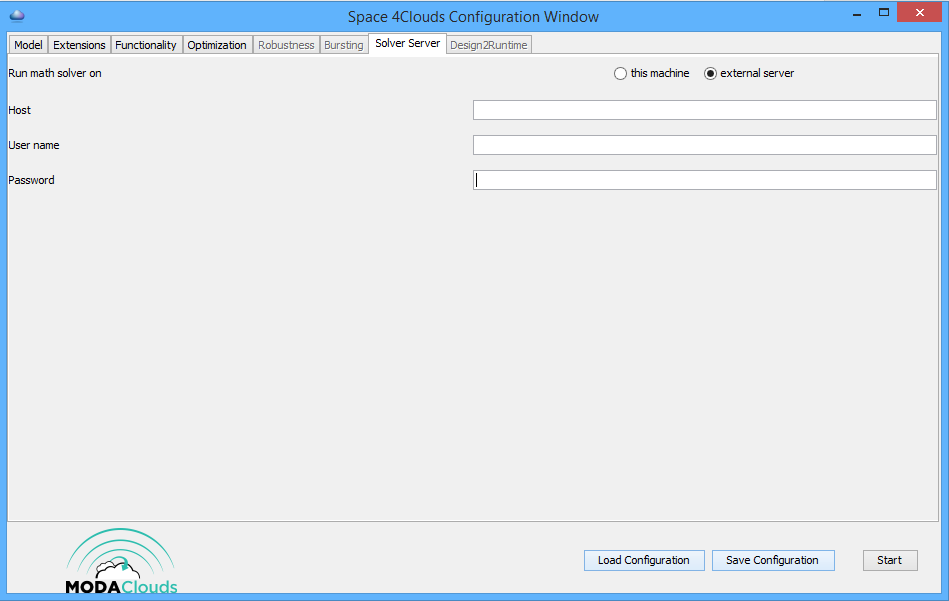 Space 4Clouds Configuration Window
Model Extensions Functionality Optimization Robustness Bursting Solver Server Design2Runtime
Run math solver on this machine external server
Host
User name
Password
MODAClouds
Load Configuration Save Configuration Start